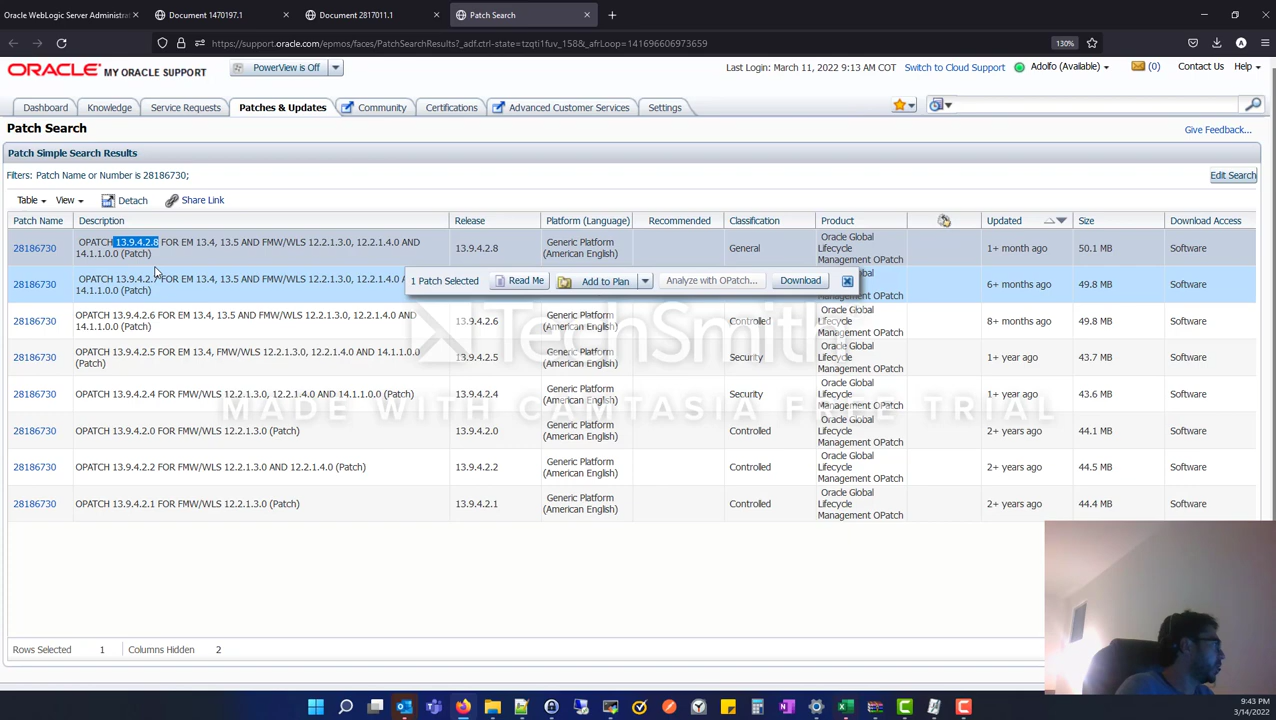 Oracle WebLogic Server Administrat
Document 1470197.1
Document 2817011.1
Patch Search
https://support.oracle.com/epmos/faces/PatchSearchResults?_adf.ctrl-state=tzqti1fuv_158&_afrLoop=141696606973659
130%
ORACLE MY ORACLE SUPPORT
PowerView is Off
Last Login: March 11, 2022 9:13 AM COT
Switch to Cloud Support
Adolfo (Available)
(0)
Contact Us
Help
Dashboard
Knowledge
Service Requests
Patches & Updates
Community
Certifications
Advanced Customer Services
Settings
Patch Search
Give Feedback...
Patch Simple Search Results
Filters: Patch Name or Number is 28186730;
Edit Search
Table
View
Detach
Share Link
Patch Name Description Release Platform (Language) Recommended Classification Product Updated Size Download Access
28186730 OPATCH 13.9.4.2.8 FOR EM 13.4, 13.5 AND FMW/WLS 12.2.1.3.0, 12.2.1.4.0 AND
14.1.1.0.0 (Patch)
13.9.4.2.8
Generic Platform
(American English)
General
Oracle Global
Lifecycle
Management OPatch
1+ month ago
50.1 MB
Software
28186730 OPATCH 13.9.4.2.7 FOR EM 13.4, 13.5 AND FMW/WLS 12.2.1.3.0, 12.2.1.4.0 A
14.1.1.0.0 (Patch)
Management OPatch
6+ months ago
49.8 MB
Software
1 Patch Selected
Read Me
Add to Plan
Analyze with OPatch...
Download
28186730 OPATCH 13.9.4.2.6 FOR EM 13.4, 13.5 AND FMW/WLS 12.2.1.3.0, 12.2.1.4.0 AND
14.1.1.0.0 (Patch)
13.9.4.2.6
Generic Platform
(American English)
Controlled
Oracle Global
Lifecycle
Management OPatch
8+ months ago
49.8 MB
Software
28186730 OPATCH 13.9.4.2.5 FOR EM 13.4, FMW/WLS 12.2.1.3.0, 12.2.1.4.0 AND 14.1.1.0.0
(Patch)
13.9.4.2.5
Generic Platform
(American English)
Security
Oracle Global
Lifecycle
Management OPatch
1+ year ago
43.7 MB
Software
28186730 OPATCH 13.9.4.2.4 FOR FMW/WLS 12.2.1.3.0, 12.2.1.4.0 AND 14.1.1.0.0 (Patch)
13.9.4.2.4
Generic Platform
(American English)
Security
Oracle Global
Lifecycle
Management OPatch
1+ year ago
43.6 MB
Software
28186730 OPATCH 13.9.4.2.0 FOR FMW/WLS 12.2.1.3.0 (Patch)
13.9.4.2.0
Generic Platform
(American English)
Controlled
Oracle Global
Lifecycle
Management OPatch
2+ years ago
44.1 MB
Software
28186730 OPATCH 13.9.4.2.2 FOR FMW/WLS 12.2.1.3.0 AND 12.2.1.4.0 (Patch)
13.9.4.2.2
Generic Platform
(American English)
Controlled
Oracle Global
Lifecycle
Management OPatch
2+ years ago
44.5 MB
Software
28186730 OPATCH 13.9.4.2.1 FOR FMW/WLS 12.2.1.3.0 (Patch)
13.9.4.2.1
Generic Platform
(American English)
Controlled
Oracle Global
Lifecycle
Management OPatch
2+ years ago
44.4 MB
Software
TechSmith
MADE WITH CAMTASIA FREE TRIAL
Rows Selected 1
Columns Hidden 2
9:43 PM
3/14/2022